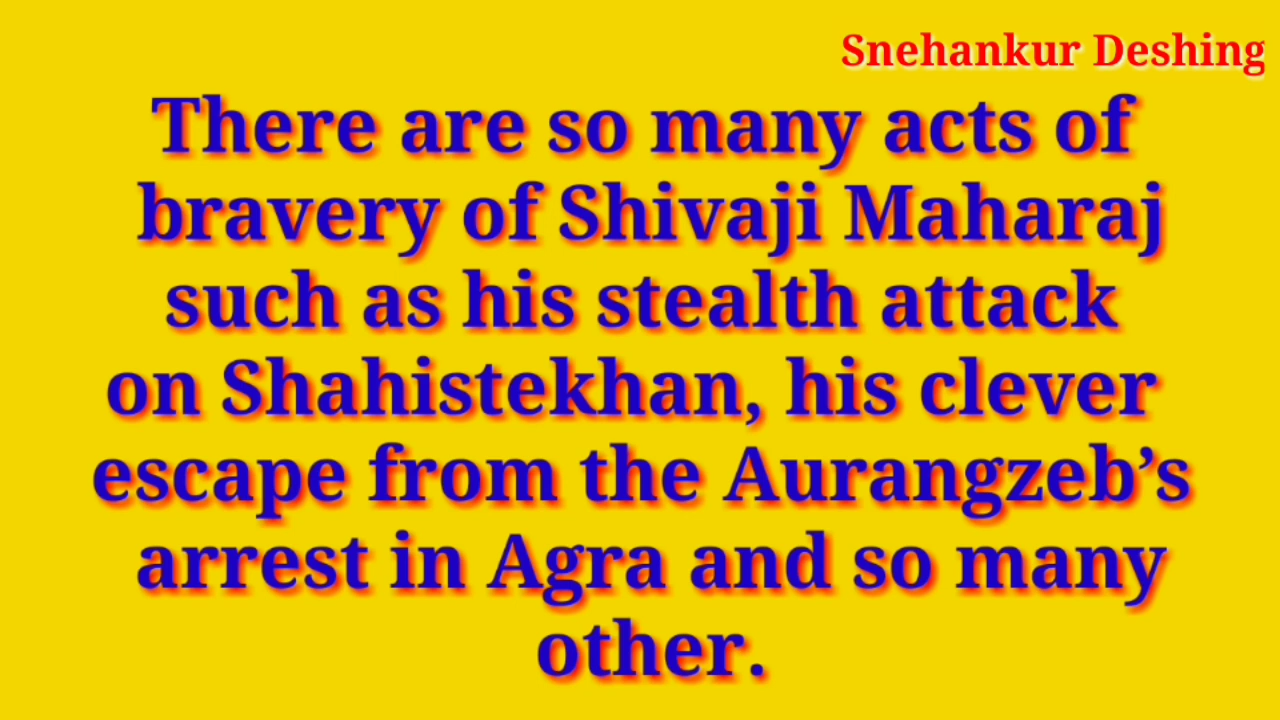 Snehankur Deshing
There are so many acts of
bravery of Shivaji Maharaj
such as his stealth attack
on Shahistekhan, his clever
escape from the Aurangzeb’s
arrest in Agra and so many
other.